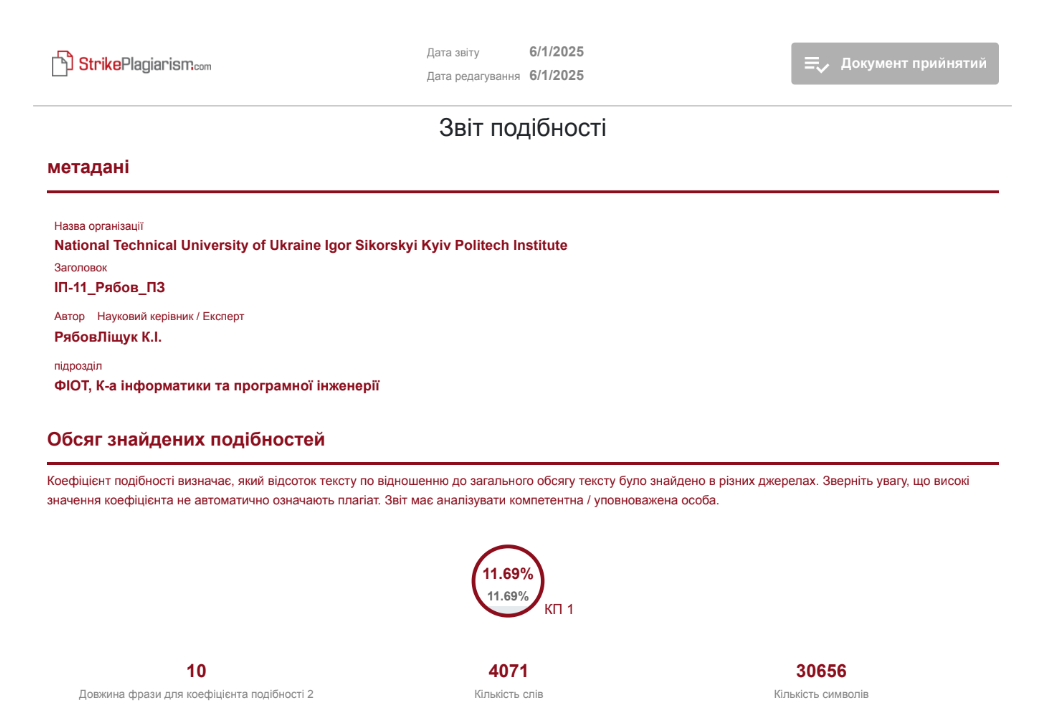 StrikePlagiarism.com
Дата звіту 6/1/2025
Дата редагування 6/1/2025
Документ прийнятий
Звіт подібності
метадані
Назва організації
National Technical University of Ukraine Igor Sikorskyi Kyiv Politech Institute
Заголовок
ІП-11_Рябов_ПЗ
Автор Науковий керівник / Експерт
РябовЛіщук К.І.
підрозділ
ФІОТ, К-а інформатики та програмної інженерії
Обсяг знайдених подібностей
Коефіцієнт подібності визначає, який відсоток тексту по відношенню до загального обсягу тексту було знайдено в різних джерелах. Зверніть увагу, що високі
значення коефіцієнта не автоматично означають плагіат. Звіт має аналізувати компетентна / уповноважена особа.
11.69%
11.69%
КП 1
10 4071 30656
Довжина фрази для коефіцієнта подібності 2 Кількість слів Кількість символів